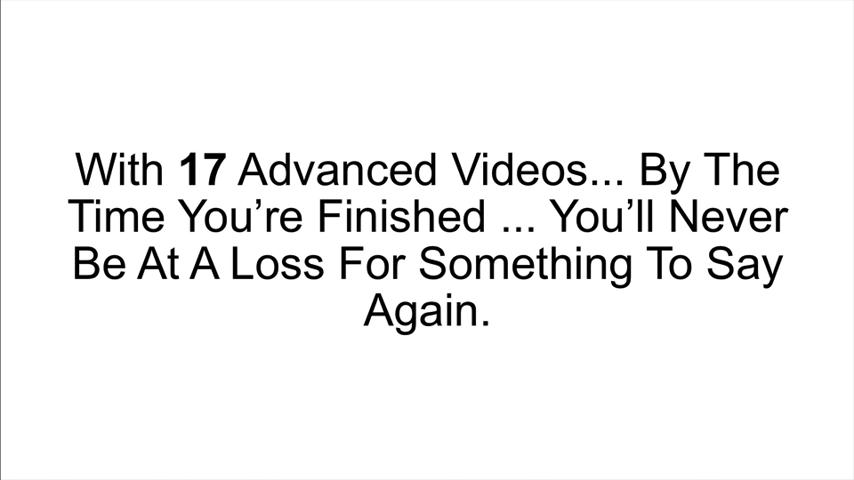 With 17 Advanced Videos... By The
Time You’re Finished ... You’ll Never
Be At A Loss For Something To Say
Again.